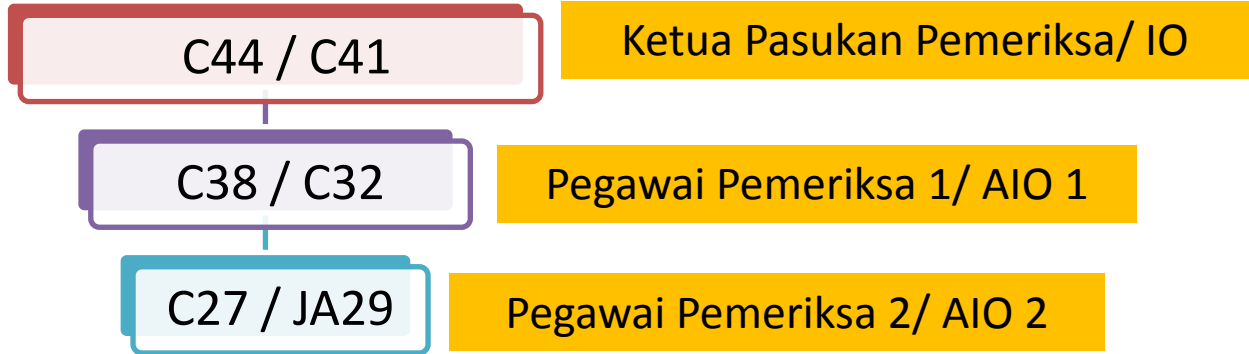 C44 / C41
Ketua Pasukan Pemeriksa/ IO
C38 / C32
Pegawai Pemeriksa 1/ AIO 1
C27 / JA29
Pegawai Pemeriksa 2/ AIO 2